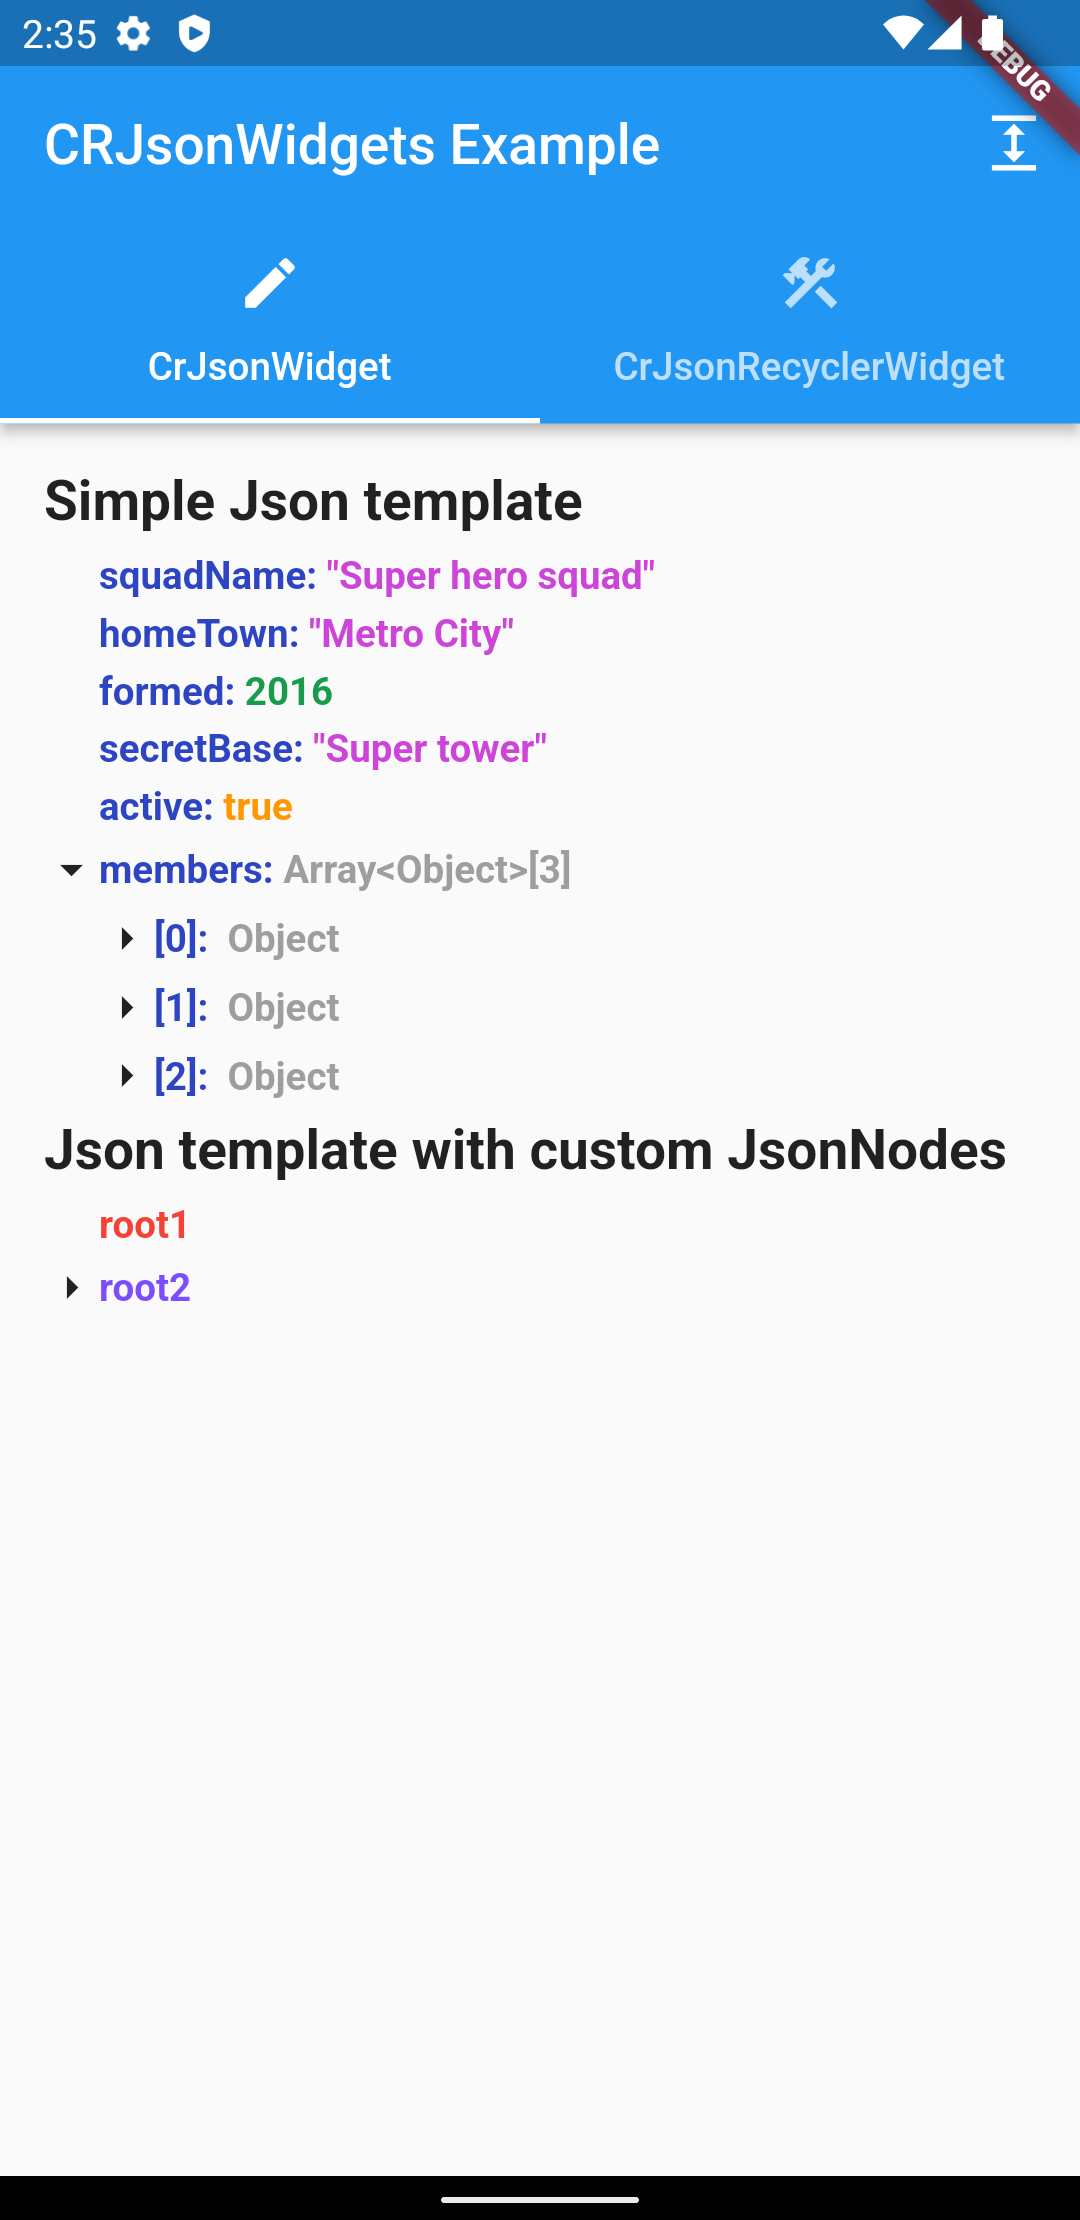 2:35
DEBUG
CRJsonWidgets Example
CrJsonWidget
CrJsonRecyclerWidget
Simple Json template
squadName: "Super hero squad"
homeTown: "Metro City"
formed: 2016
secretBase: "Super tower"
active: true
members: Array<Object>[3]
[0]: Object
[1]: Object
[2]: Object
Json template with custom JsonNodes
root1
root2